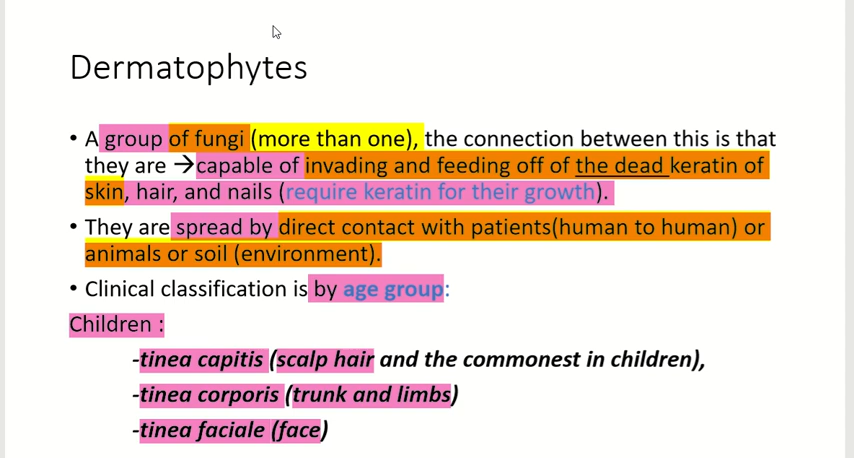 Dermatophytes
• A group of fungi (more than one), the connection between this is that
they are →capable of invading and feeding off of the dead keratin of
skin, hair, and nails (require keratin for their growth).
• They are spread by direct contact with patients(human to human) or
animals or soil (environment).
• Clinical classification is by age group:
Children :
-tinea capitis (scalp hair and the commonest in children),
-tinea corporis (trunk and limbs)
-tinea faciale (face)